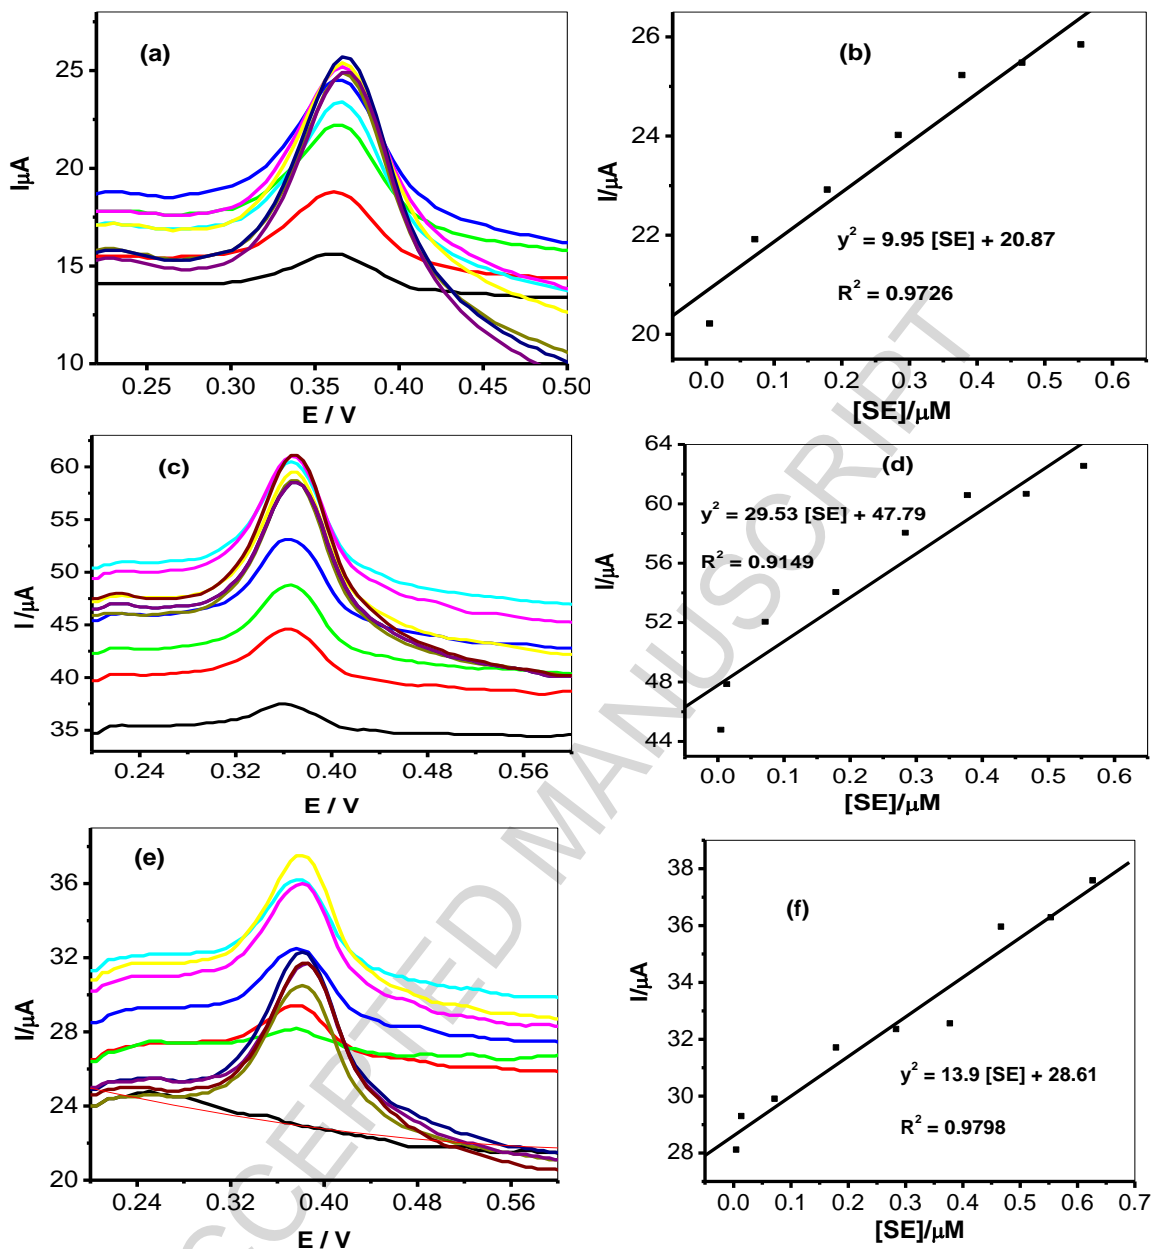 (a)
25
20
15
10
IµA
0.25 0.30 0.35 0.40 0.45 0.50
E / V
(b)
26
24
22
20
I/µA
y² = 9.95 [SE] + 20.87
R² = 0.9726
0.0 0.1 0.2 0.3 0.4 0.5 0.6
[SE]/µM
(c)
60
55
50
45
40
35
I /µA
0.24 0.32 0.40 0.48 0.56
E / V
(d)
64
60
56
52
48
44
I/µA
y² = 29.53 [SE] + 47.79
R² = 0.9149
0.0 0.1 0.2 0.3 0.4 0.5 0.6
[SE]/µM
(e)
36
32
28
24
20
I/µA
0.24 0.32 0.40 0.48 0.56
E / V
(f)
38
36
34
32
30
28
I/µA
y² = 13.9 [SE] + 28.61
R² = 0.9798
0.0 0.1 0.2 0.3 0.4 0.5 0.6 0.7
[SE]/µM
SCCEPTED MANUSCRIPT